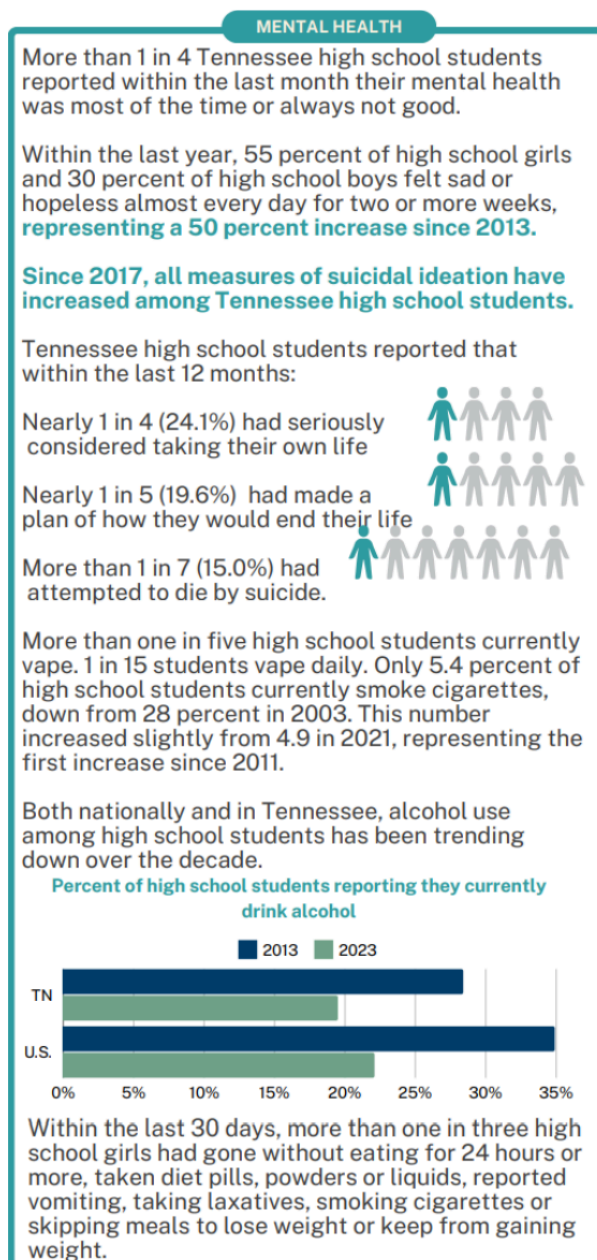 MENTAL HEALTH
More than 1 in 4 Tennessee high school students
reported within the last month their mental health
was most of the time or always not good.
Within the last year, 55 percent of high school girls
and 30 percent of high school boys felt sad or
hopeless almost every day for two or more weeks,
representing a 50 percent increase since 2013.
Since 2017, all measures of suicidal ideation have
increased among Tennessee high school students.
Tennessee high school students reported that
within the last 12 months:
Nearly 1 in 4 (24.1%) had seriously
considered taking their own life
Nearly 1 in 5 (19.6%) had made a
plan of how they would end their life
More than 1 in 7 (15.0%) had
attempted to die by suicide.
More than one in five high school students currently
vape. 1 in 15 students vape daily. Only 5.4 percent of
high school students currently smoke cigarettes,
down from 28 percent in 2003. This number
increased slightly from 4.9 in 2021, representing the
first increase since 2011.
Both nationally and in Tennessee, alcohol use
among high school students has been trending
down over the decade.
Percent of high school students reporting they currently
drink alcohol
2013 2023
TN
U.S.
0% 5% 10% 15% 20% 25% 30% 35%
Within the last 30 days, more than one in three high
school girls had gone without eating for 24 hours or
more, taken diet pills, powders or liquids, reported
vomiting, taking laxatives, smoking cigarettes or
skipping meals to lose weight or keep from gaining
weight.